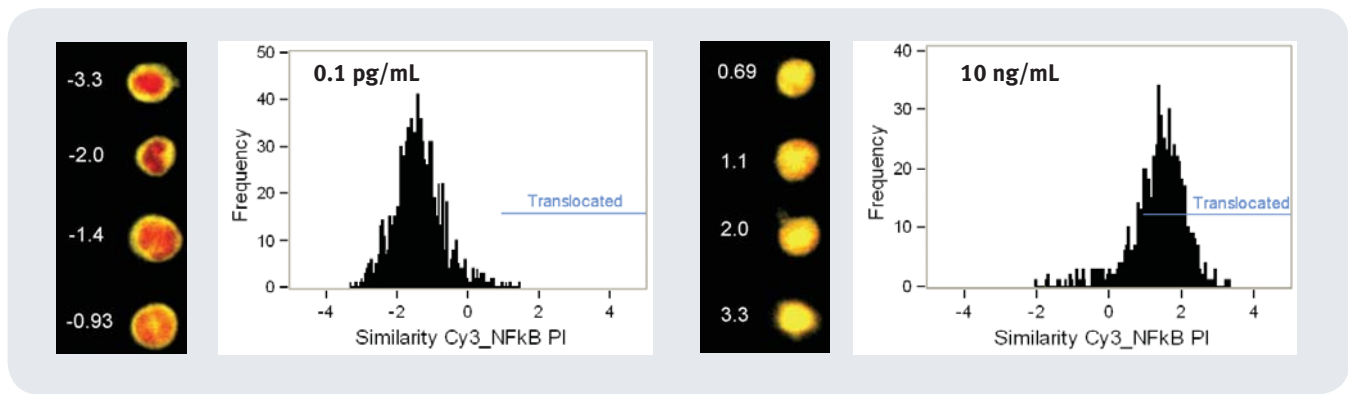 -3.3
-2.0
-1.4
-0.93
0.1 pg/mL
50
40
30
20
10
0
Frequency
Translocated
-4 -2 0 2 4
Similarity Cy3_NFkB PI
0.69
1.1
2.0
3.3
10 ng/mL
40
30
20
10
0
Frequency
Translocated
-4 -2 0 2 4
Similarity Cy3_NFkB PI